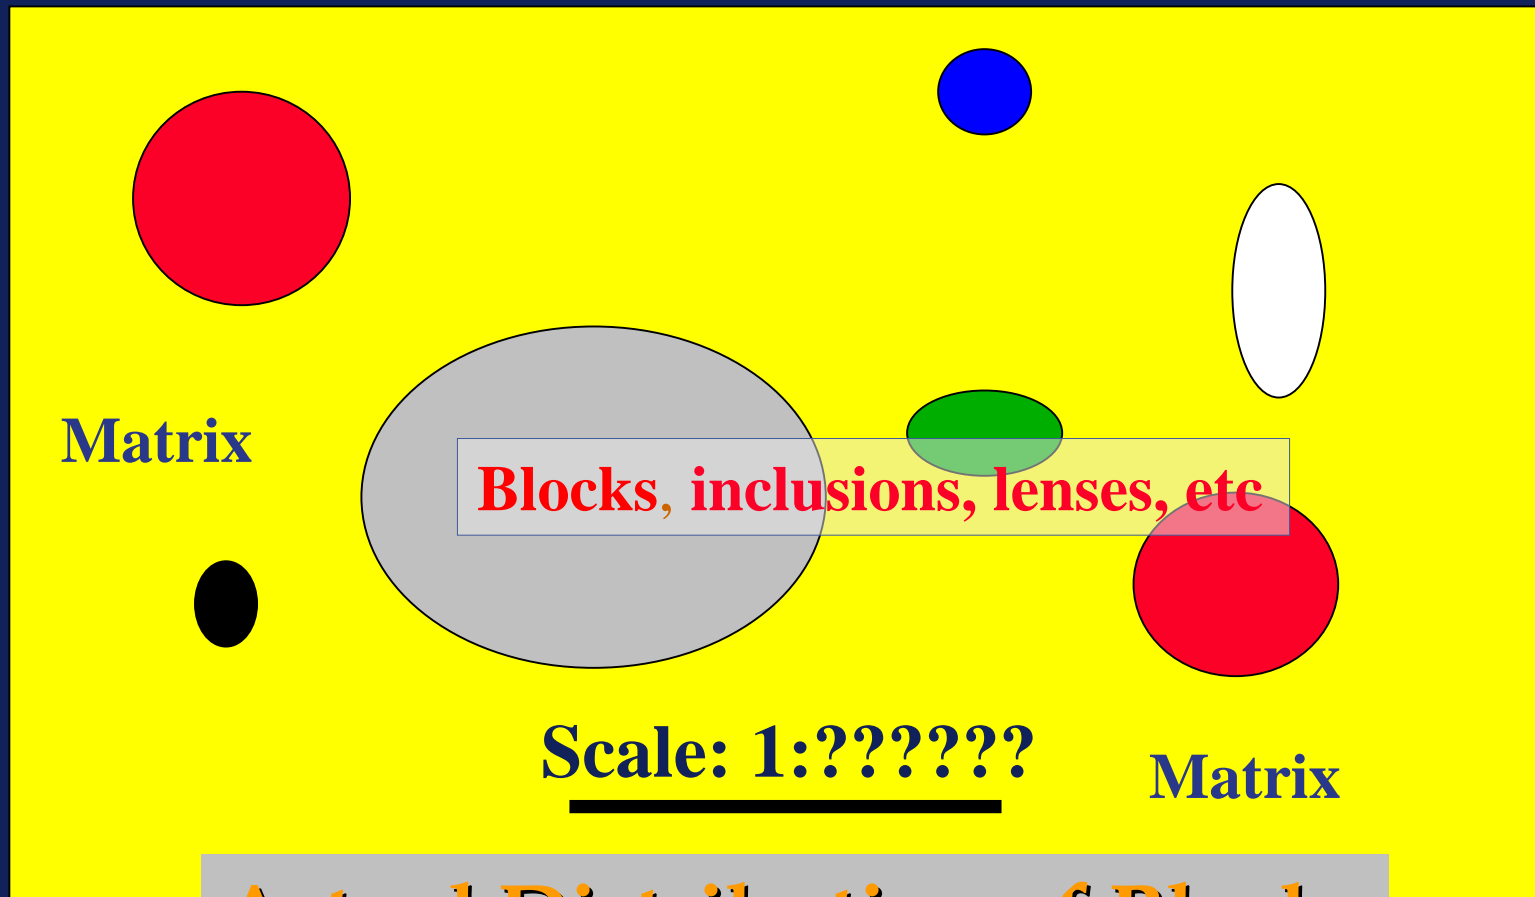 Matrix
Blocks, inclusions, lenses, etc
Scale: 1:??????
Matrix